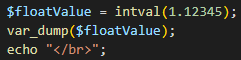 $floatValue = intval(1.12345);
var_dump($floatValue);
echo "</br>";